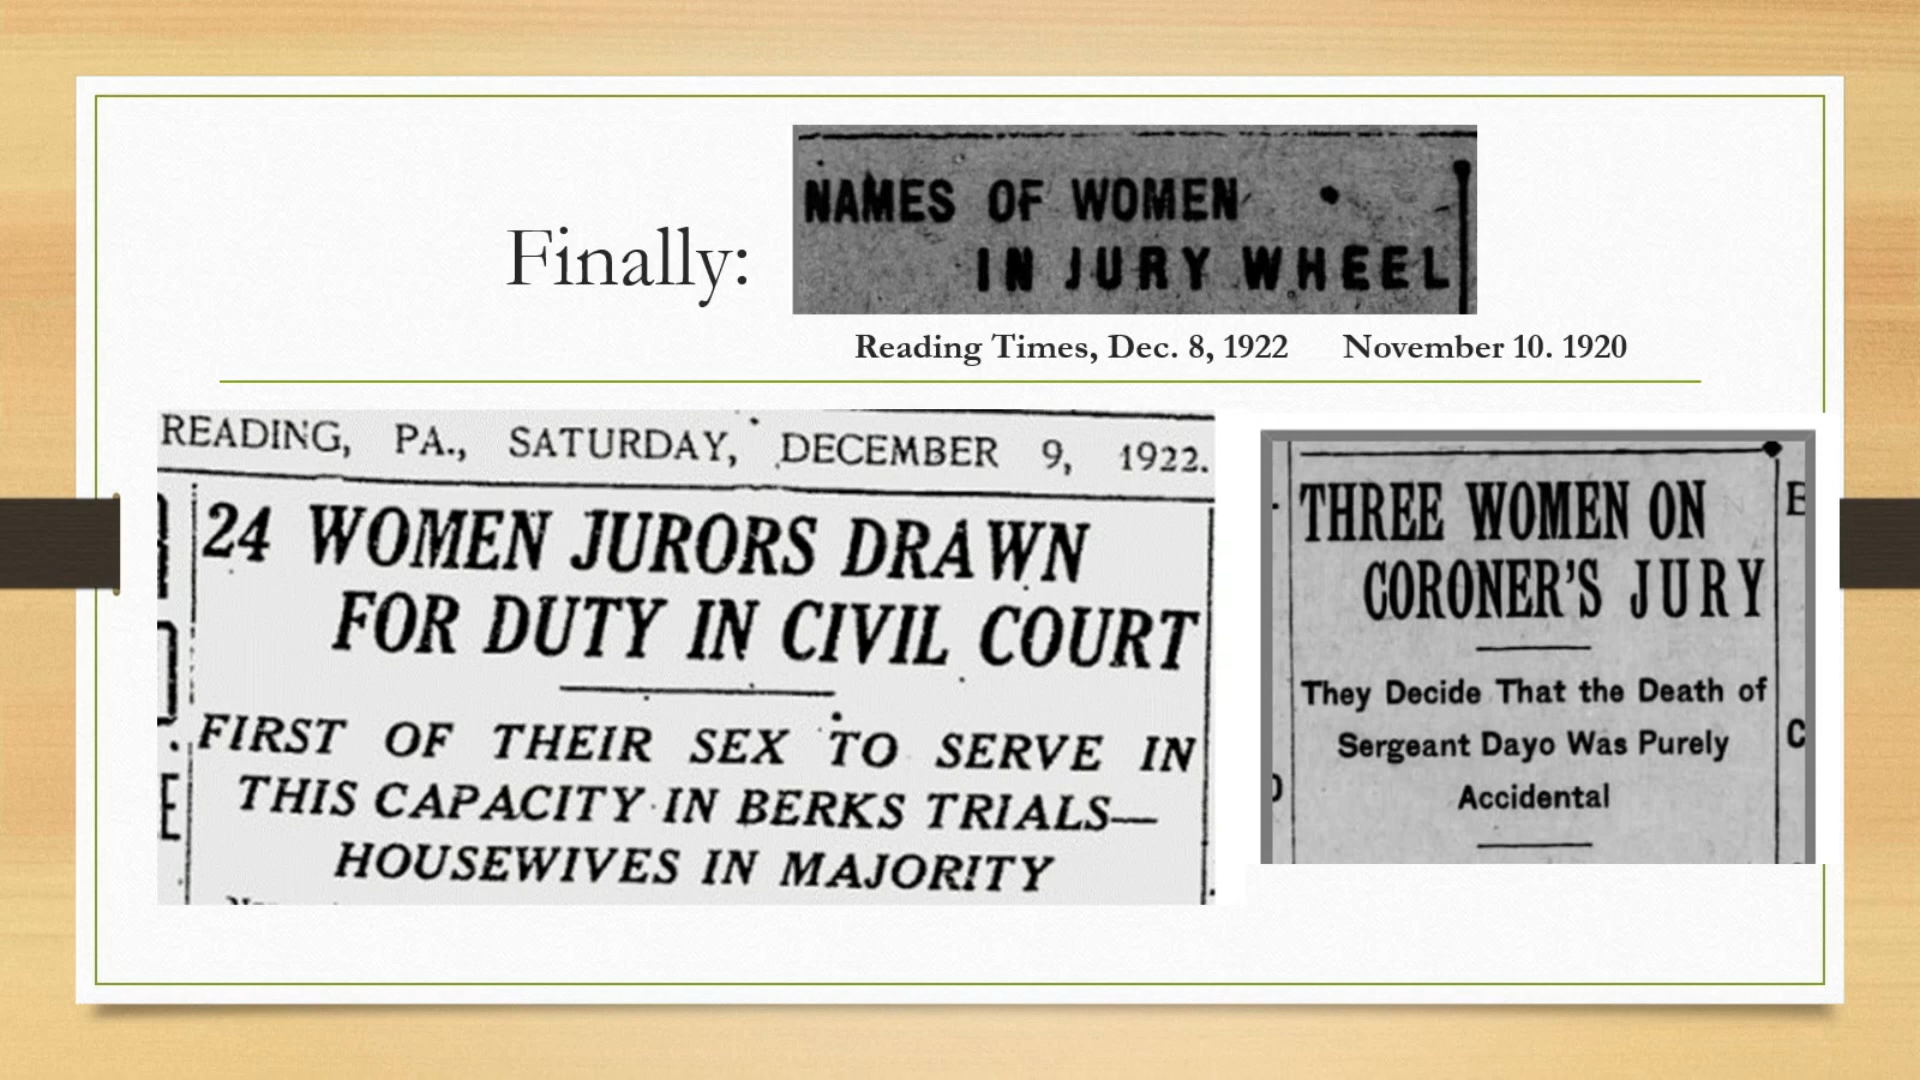 Finally:
NAMES OF WOMEN
IN JURY WHEEL
Reading Times, Dec. 8, 1922 November 10. 1920
READING, PA., SATURDAY, DECEMBER 9, 1922.
24 WOMEN JURORS DRAWN
FOR DUTY IN CIVIL COURT
FIRST OF THEIR SEX TO SERVE IN
THIS CAPACITY IN BERKS TRIALS—
HOUSEWIVES IN MAJORITY
THREE WOMEN ON
CORONER'S JURY
They Decide That the Death of
Sergeant Dayo Was Purely
Accidental